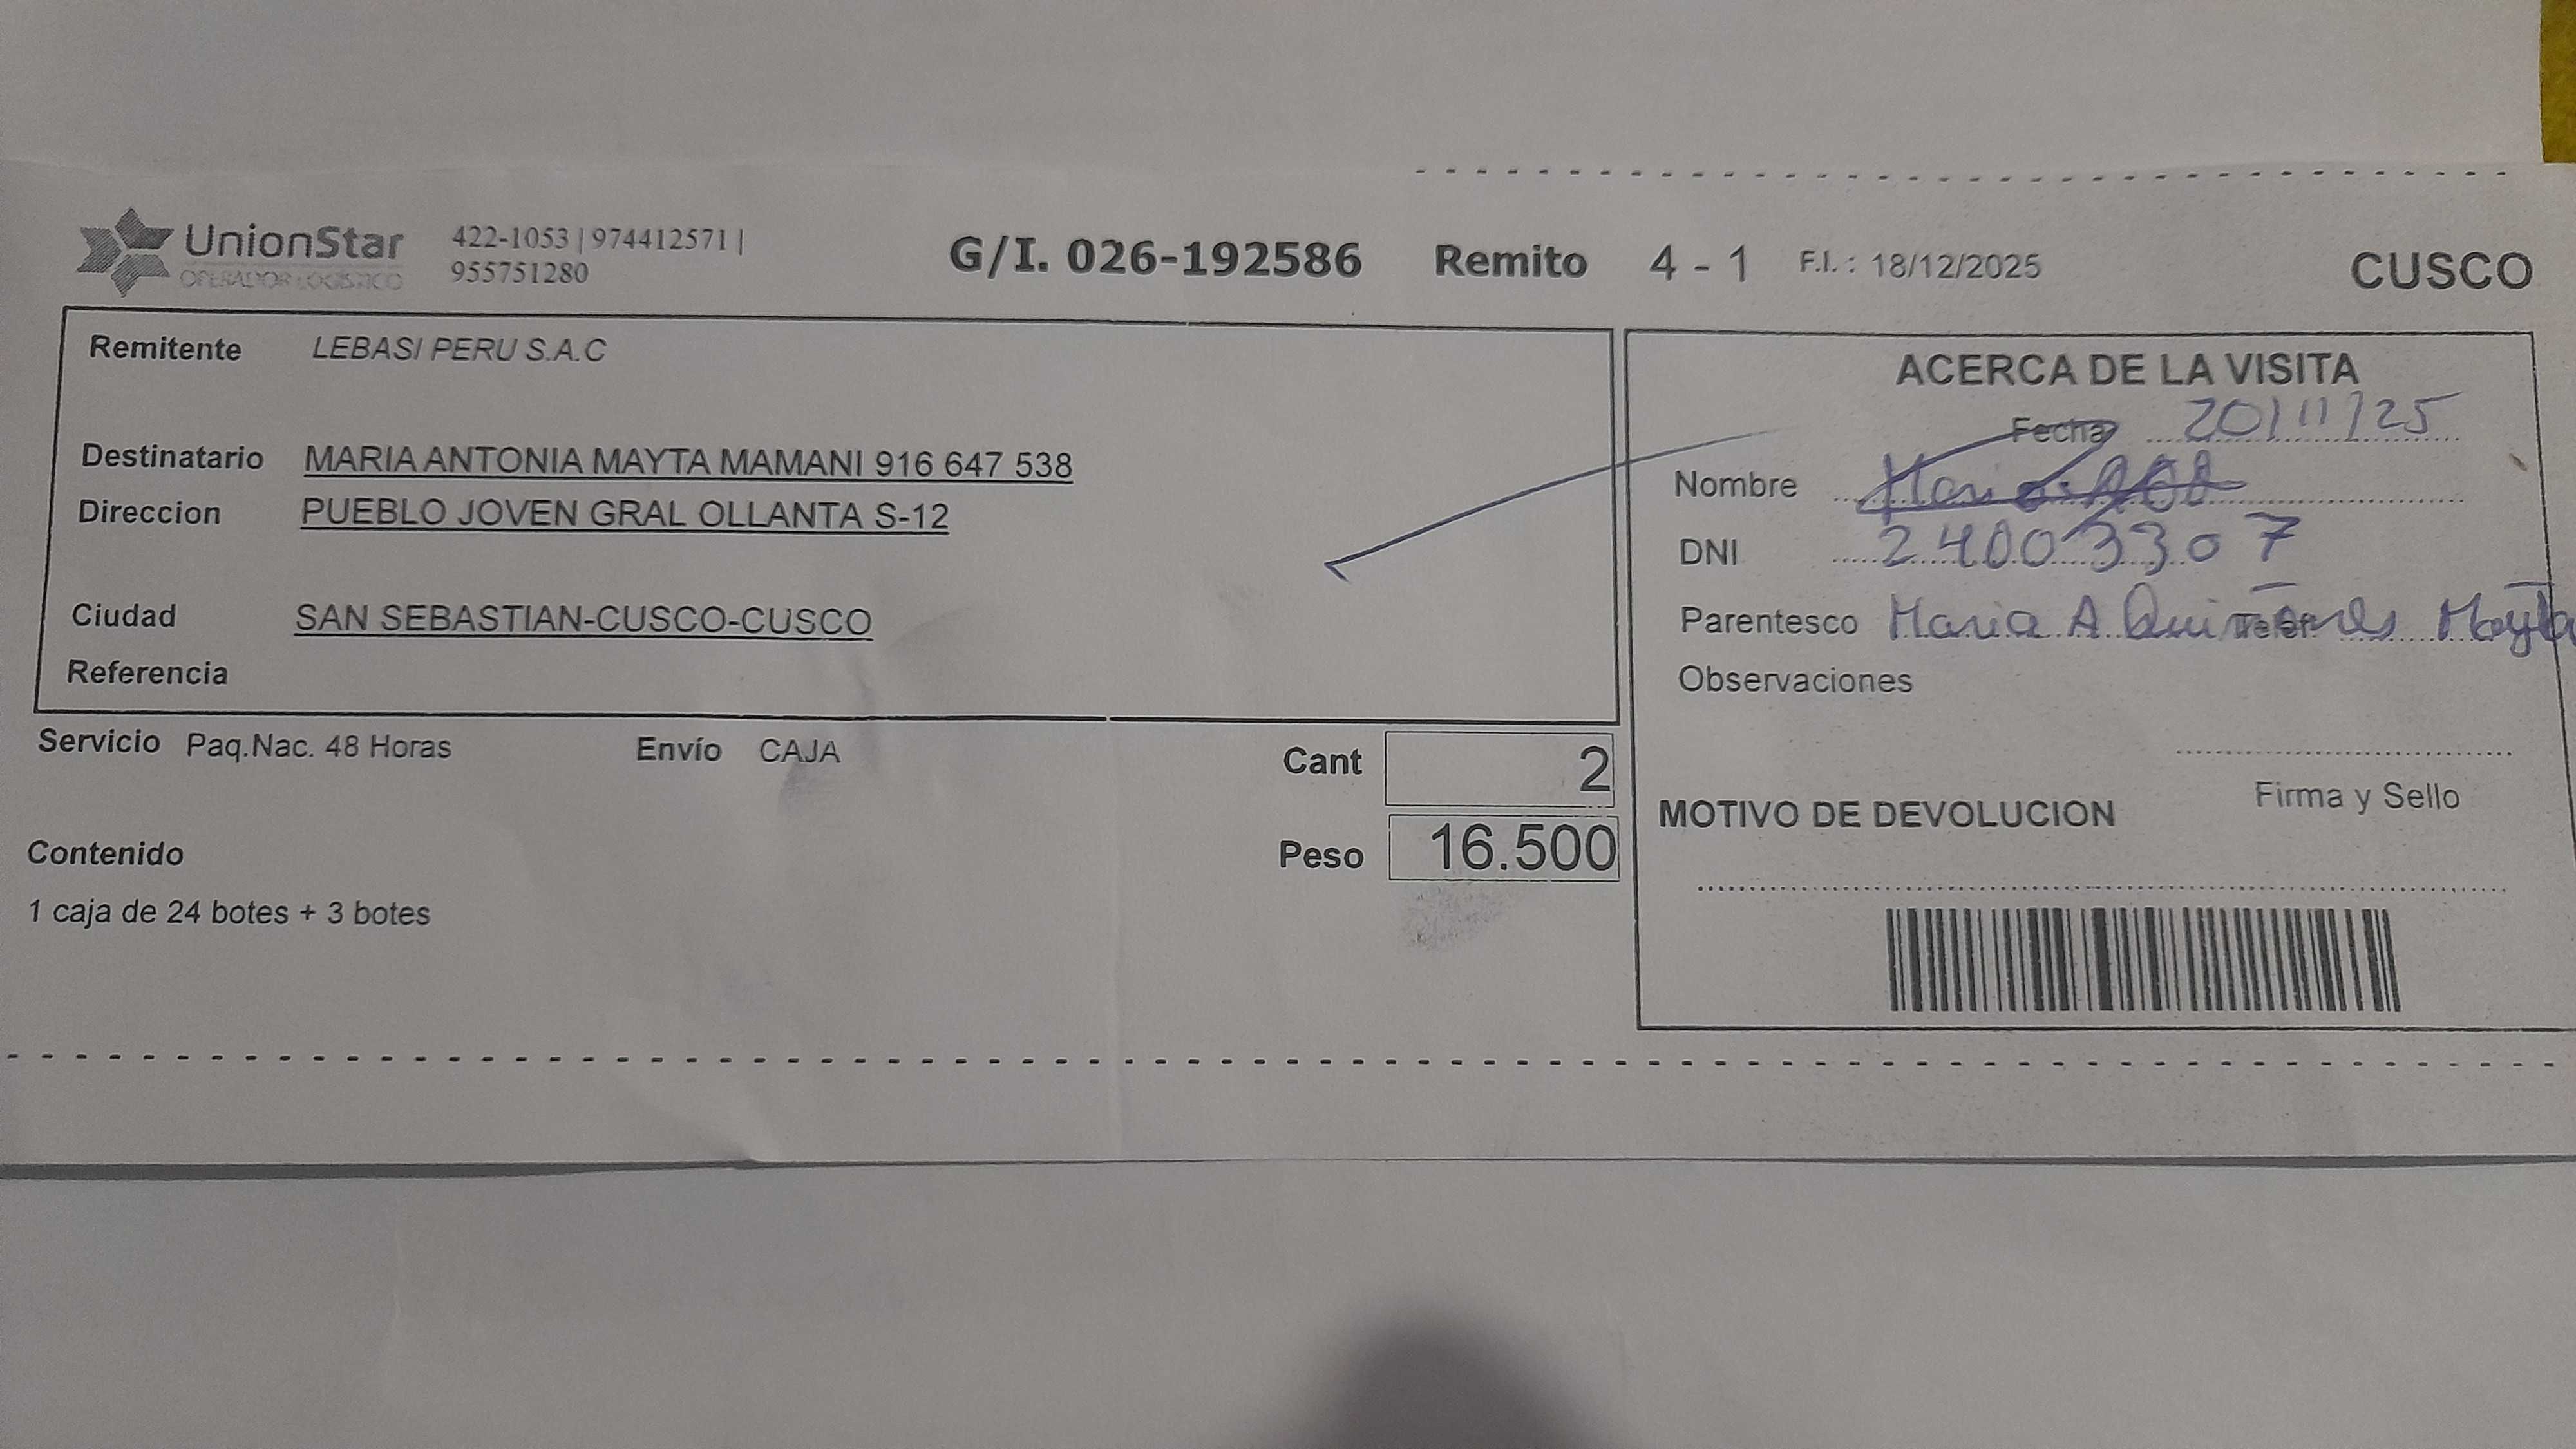 UnionStar
OPERADOR LOGISTICO
422-1053 | 974412571 |
955751280
G/I. 026-192586 Remito 4 - 1 F.I. : 18/12/2025 CUSCO
Remitente LEBASI PERU S.A.C
Destinatario MARIA ANTONIA MAYTA MAMANI 916 647 538
Direccion PUEBLO JOVEN GRAL OLLANTA S-12
Ciudad SAN SEBASTIAN-CUSCO-CUSCO
Referencia
Servicio Paq.Nac. 48 Horas Envío CAJA
Cant 2
Peso 16.500
Contenido
1 caja de 24 botes + 3 botes
ACERCA DE LA VISITA
Fecha 20/11/25
Nombre
DNI 24003307
Parentesco Maria A Quiñones Mayta
Observaciones
Firma y Sello
MOTIVO DE DEVOLUCION